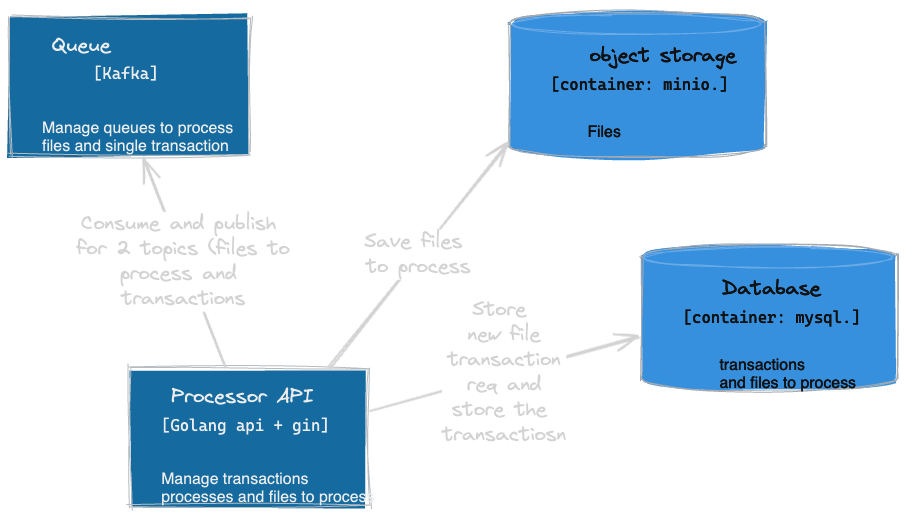 Queue
[Kafka]
Manage queues to process
files and single transaction
object storage
[container: minio.]
Files
Consume and publish
for 2 topics (files to
process and
transactions
Save files
to process
Database
[container: mysql.]
transactions
and files to process
Store
new file
transaction
req and
store the
transactiosn
Processor API
[Golang api + gin]
Manage transactions
processes and files to proces